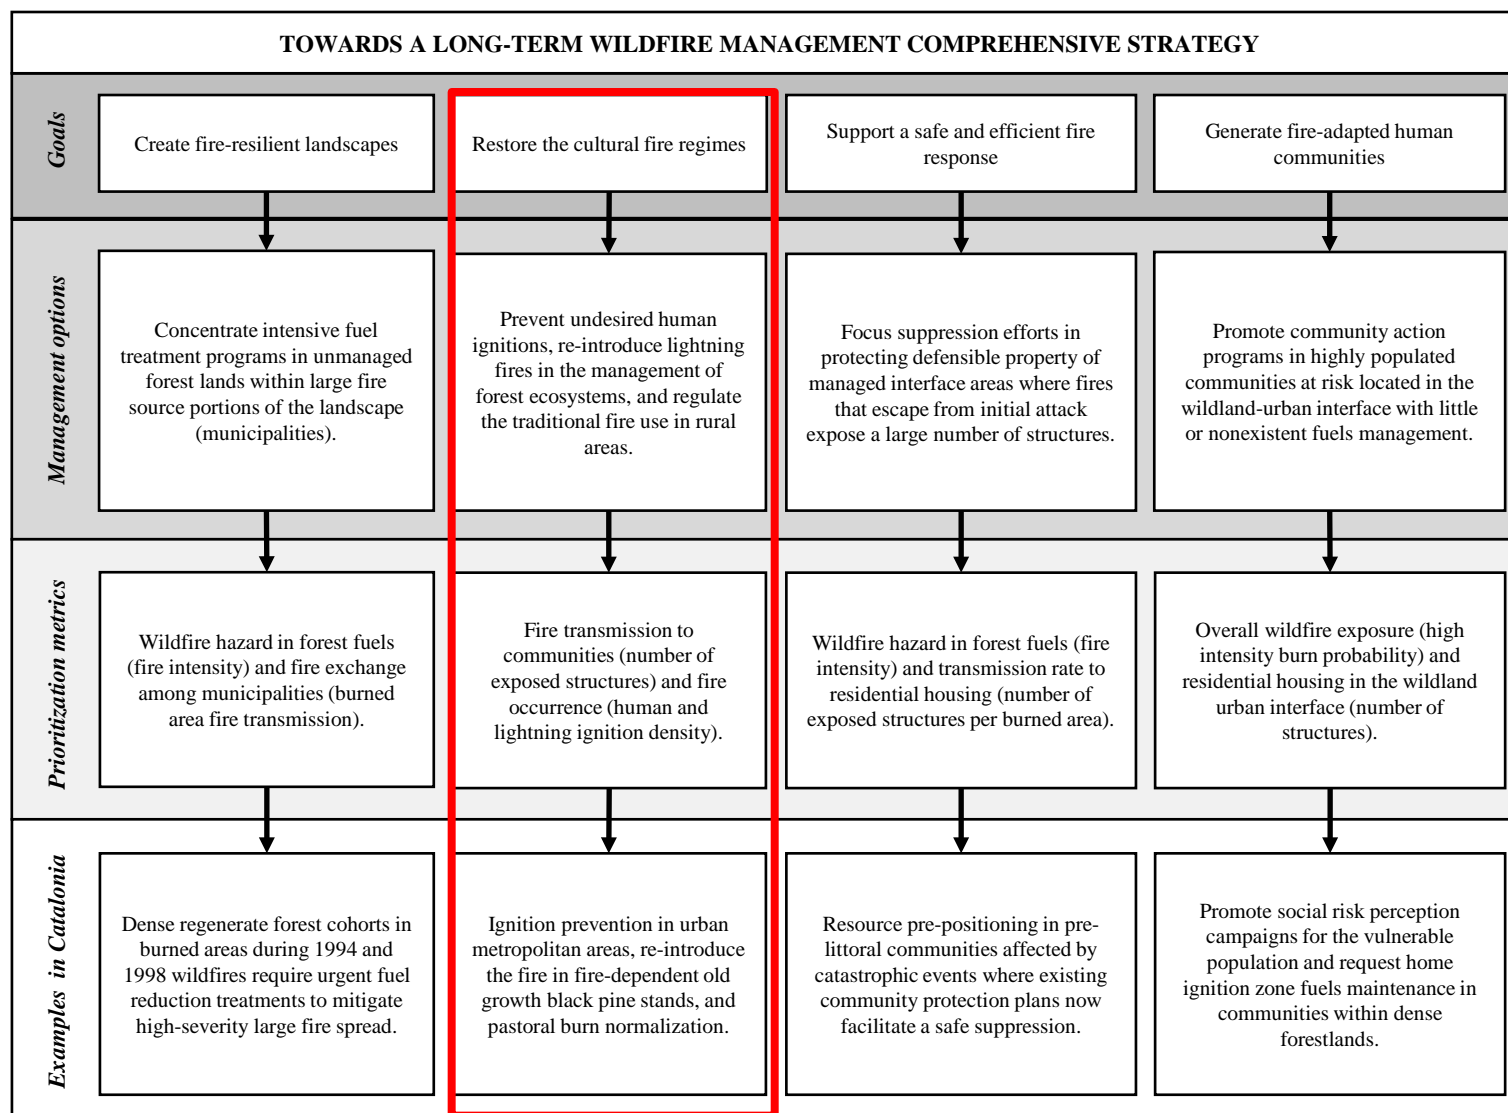 TOWARDS A LONG-TERM WILDFIRE MANAGEMENT COMPREHENSIVE STRATEGY
Goals
Create fire-resilient landscapes
Restore the cultural fire regimes
Support a safe and efficient fire
response
Generate fire-adapted human
communities
Management options
Concentrate intensive fuel
treatment programs in unmanaged
forest lands within large fire
source portions of the landscape
(municipalities).
Prevent undesired human
ignitions, re-introduce lightning
fires in the management of
forest ecosystems, and regulate
the traditional fire use in rural
areas.
Focus suppression efforts in
protecting defensible property of
managed interface areas where fires
that escape from initial attack
expose a large number of structures.
Promote community action
programs in highly populated
communities at risk located in the
wildland-urban interface with little
or nonexistent fuels management.
Prioritization metrics
Wildfire hazard in forest fuels
(fire intensity) and fire exchange
among municipalities (burned
area fire transmission).
Fire transmission to
communities (number of
exposed structures) and fire
occurrence (human and
lightning ignition density).
Wildfire hazard in forest fuels (fire
intensity) and transmission rate to
residential housing (number of
exposed structures per burned area).
Overall wildfire exposure (high
intensity burn probability) and
residential housing in the wildland
urban interface (number of
structures).
Examples in Catalonia
Dense regenerate forest cohorts in
burned areas during 1994 and
1998 wildfires require urgent fuel
reduction treatments to mitigate
high-severity large fire spread.
Ignition prevention in urban
metropolitan areas, re-introduce
the fire in fire-dependent old
growth black pine stands, and
pastoral burn normalization.
Resource pre-positioning in pre-
littoral communities affected by
catastrophic events where existing
community protection plans now
facilitate a safe suppression.
Promote social risk perception
campaigns for the vulnerable
population and request home
ignition zone fuels maintenance in
communities within dense
forestlands.